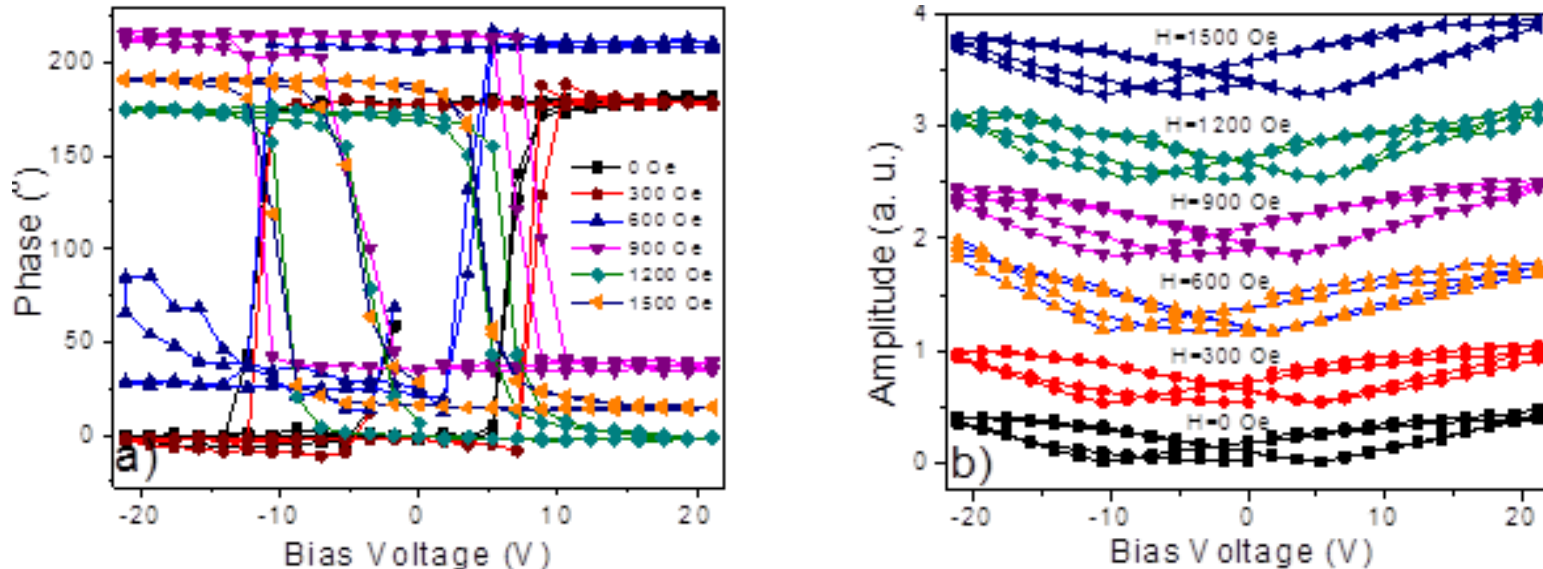 200
150
100
50
0
Phase (°)
0 Oe
300 Oe
600 Oe
900 Oe
1200 Oe
1500 Oe
a)
-20 -10 0 10 20
Bias Voltage (V)
4
3
2
1
0
Amplitude (a. u.)
H=1500 Oe
H=1200 Oe
H=900 Oe
H=600 Oe
H=300 Oe
H=0 Oe
b)
-20 -10 0 10 20
Bias Voltage (V)